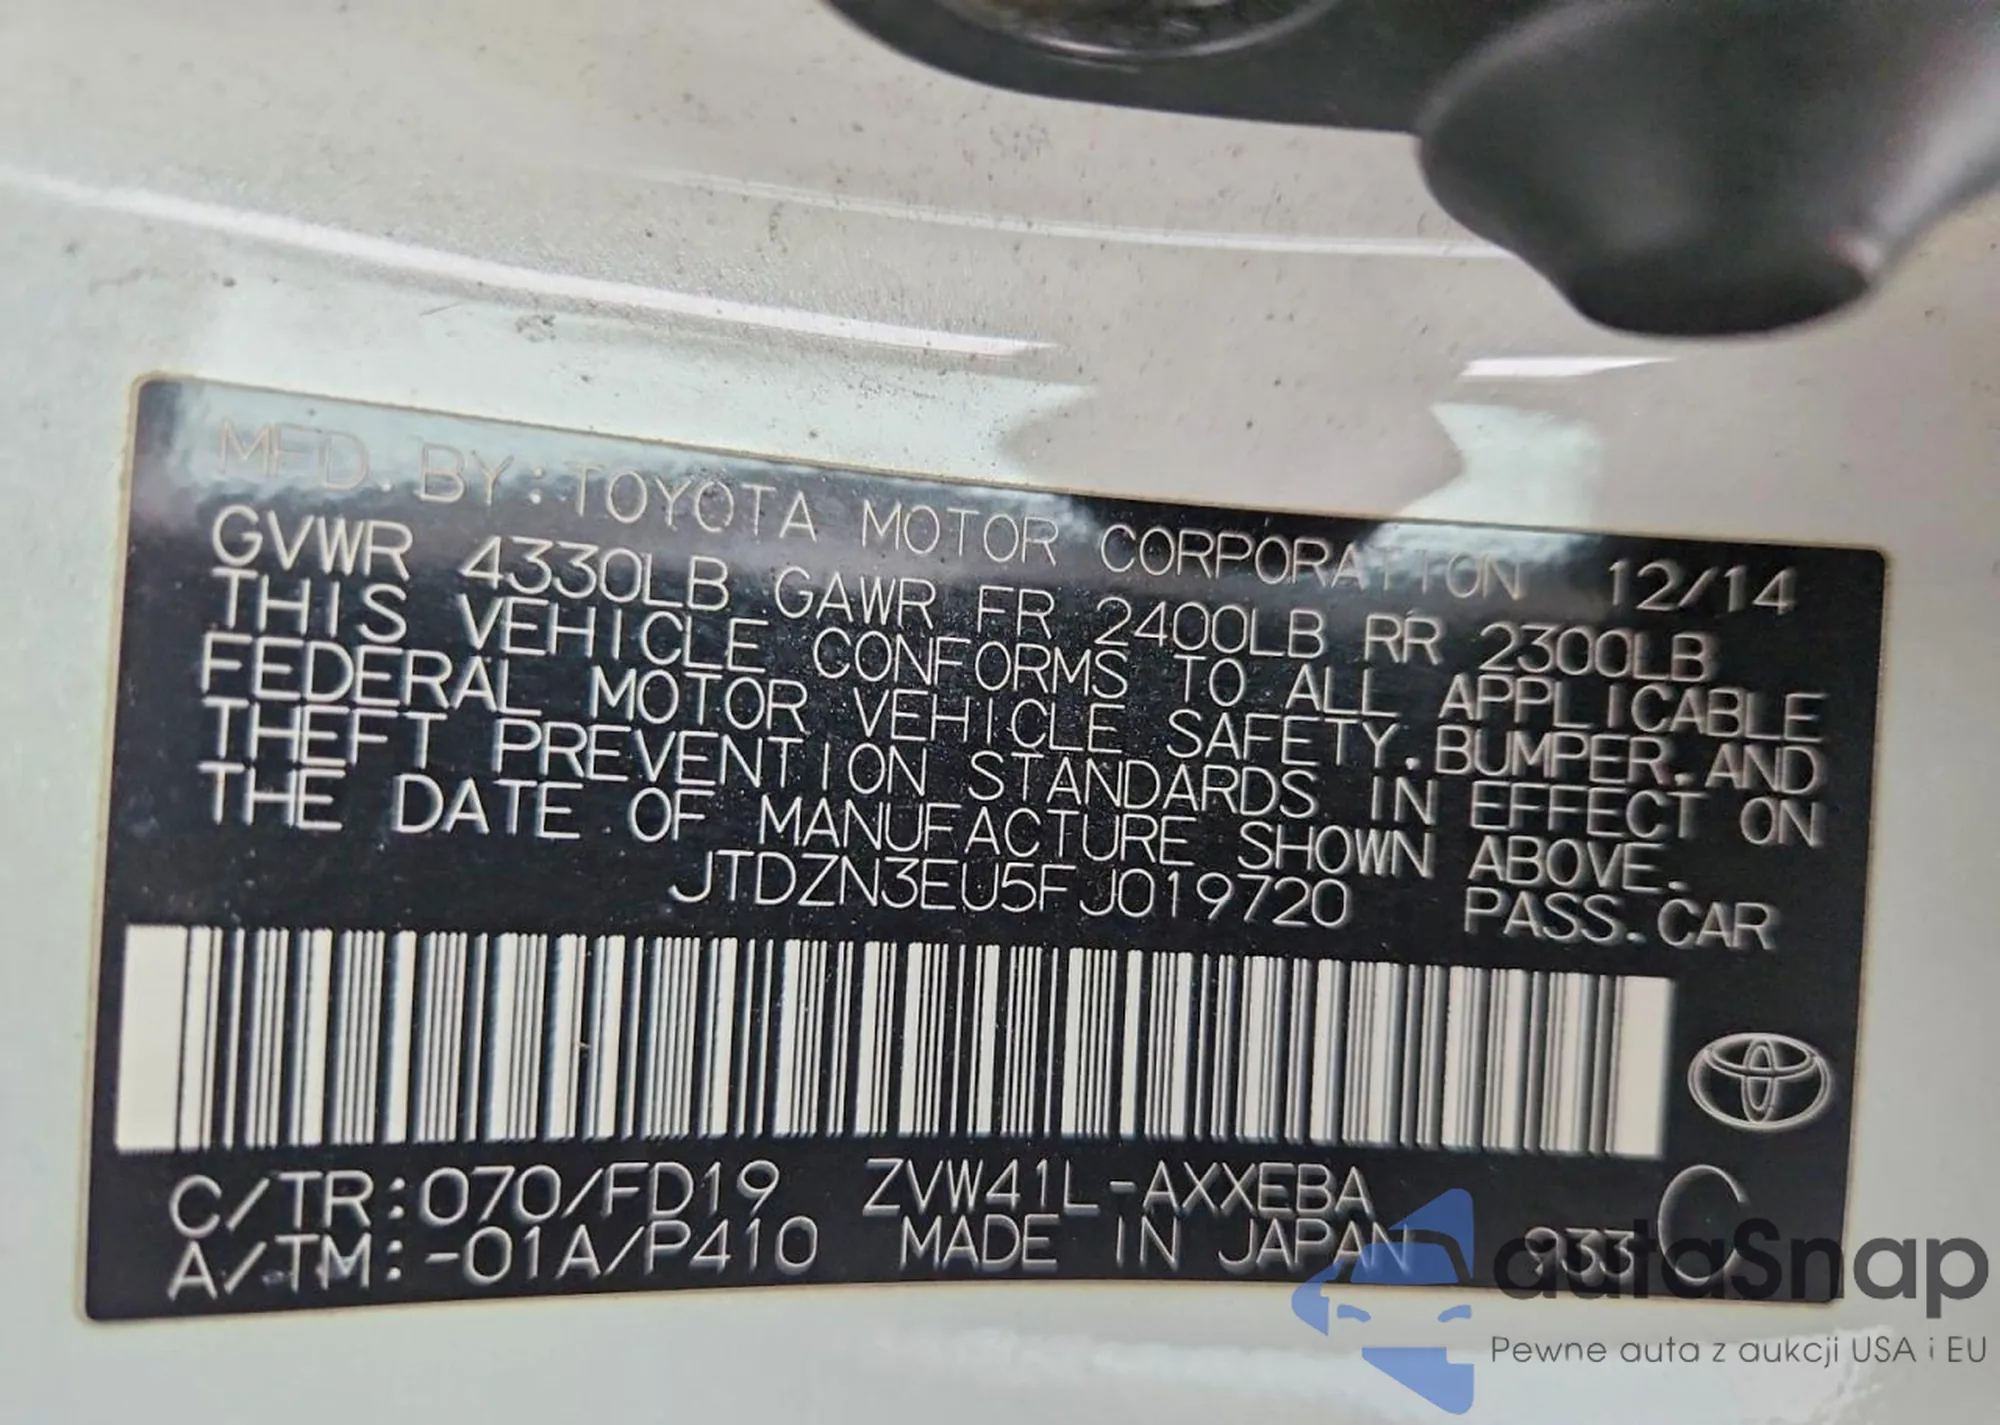 MFD. BY: TOYOTA MOTOR CORPORATION 12/14
GVWR 4330LB GAWR FR 2400LB RR 2300LB
THIS VEHICLE CONFORMS TO ALL APPLICABLE
FEDERAL MOTOR VEHICLE SAFETY, BUMPER, AND
THEFT PREVENTION STANDARDS IN EFFECT ON
THE DATE OF MANUFACTURE SHOWN ABOVE.
JTDZN3EU5FJ019720 PASS. CAR
C/TR:070/FD19 ZVW41L-AXXEBA
A/TM:-01A/P410 MADE IN JAPAN 933 C
autaSnap
Pewne auta z aukcji USA i EU